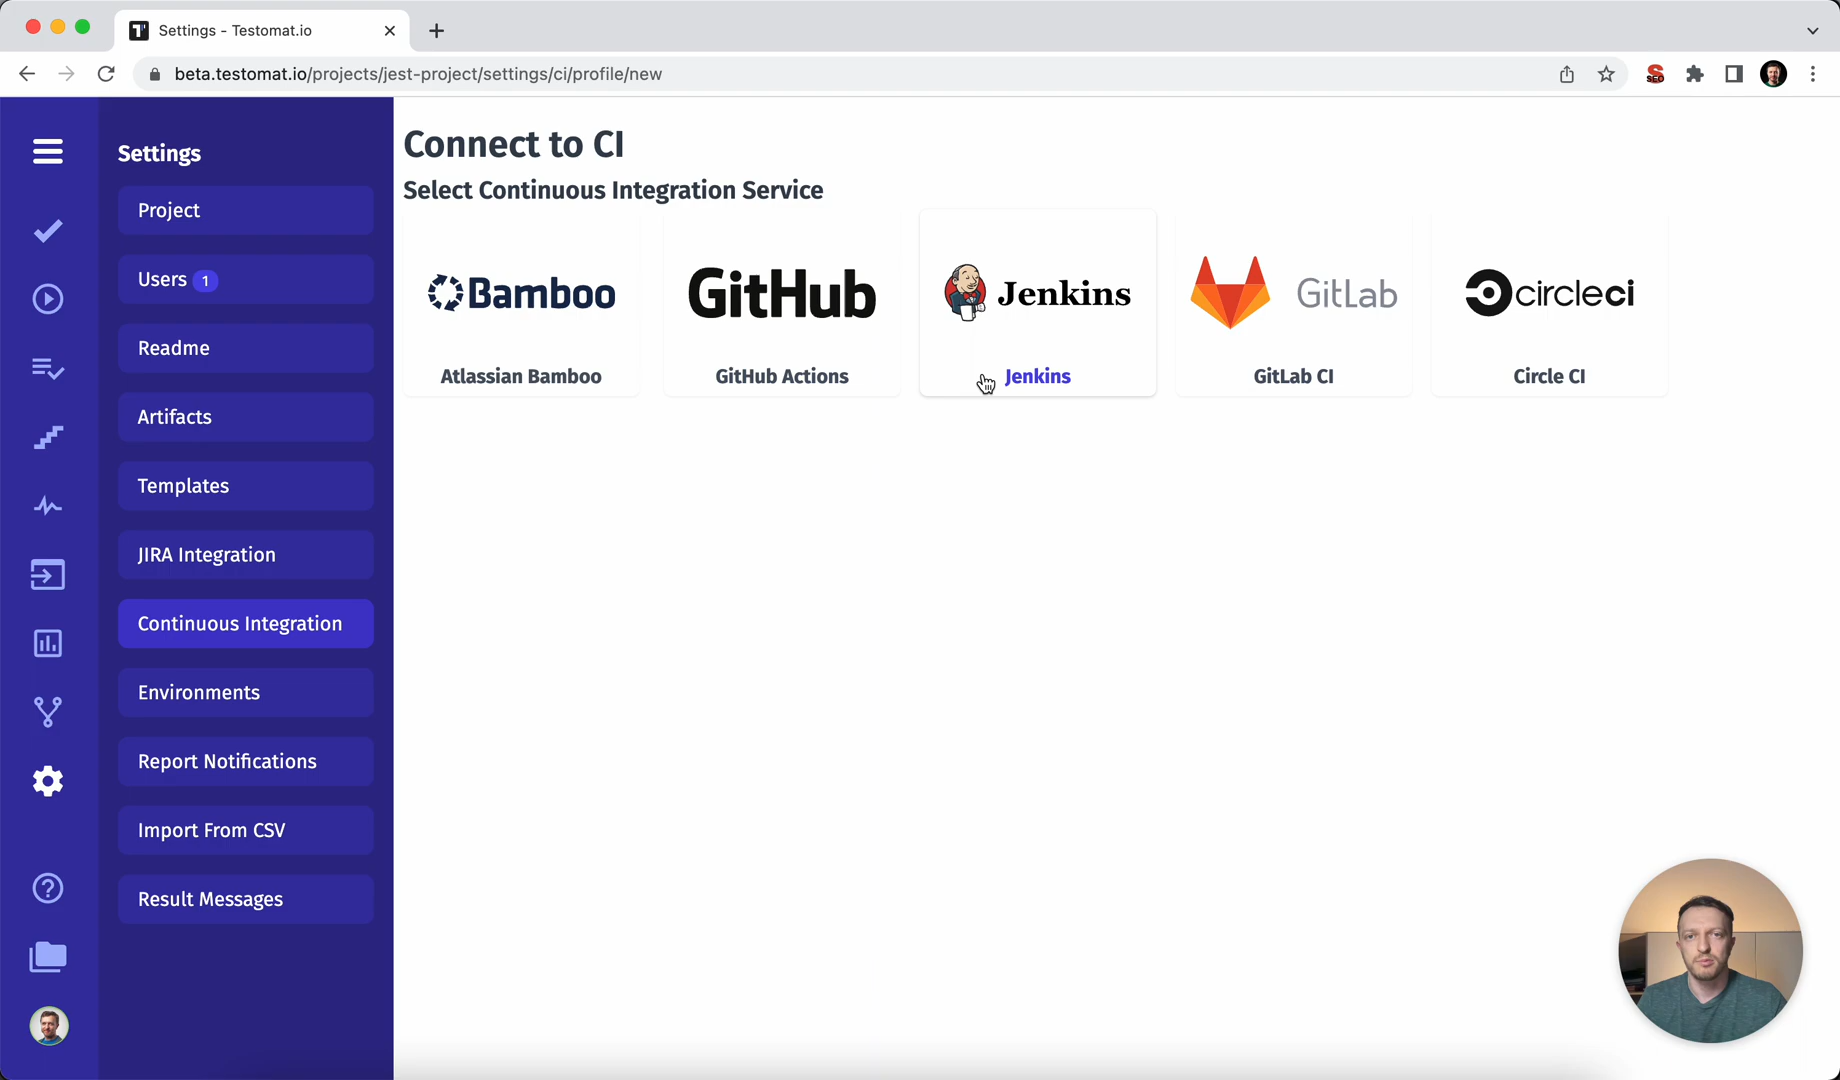 Settings - Testomat.io
beta.testomat.io/projects/jest-project/settings/ci/profile/new
SEO
Settings
Project
Users 1
Readme
Artifacts
Templates
JIRA Integration
Continuous Integration
Environments
Report Notifications
Import From CSV
Result Messages
Connect to CI
Select Continuous Integration Service
Bamboo
Atlassian Bamboo
GitHub
GitHub Actions
Jenkins
Jenkins
GitLab
GitLab CI
circleci
Circle CI